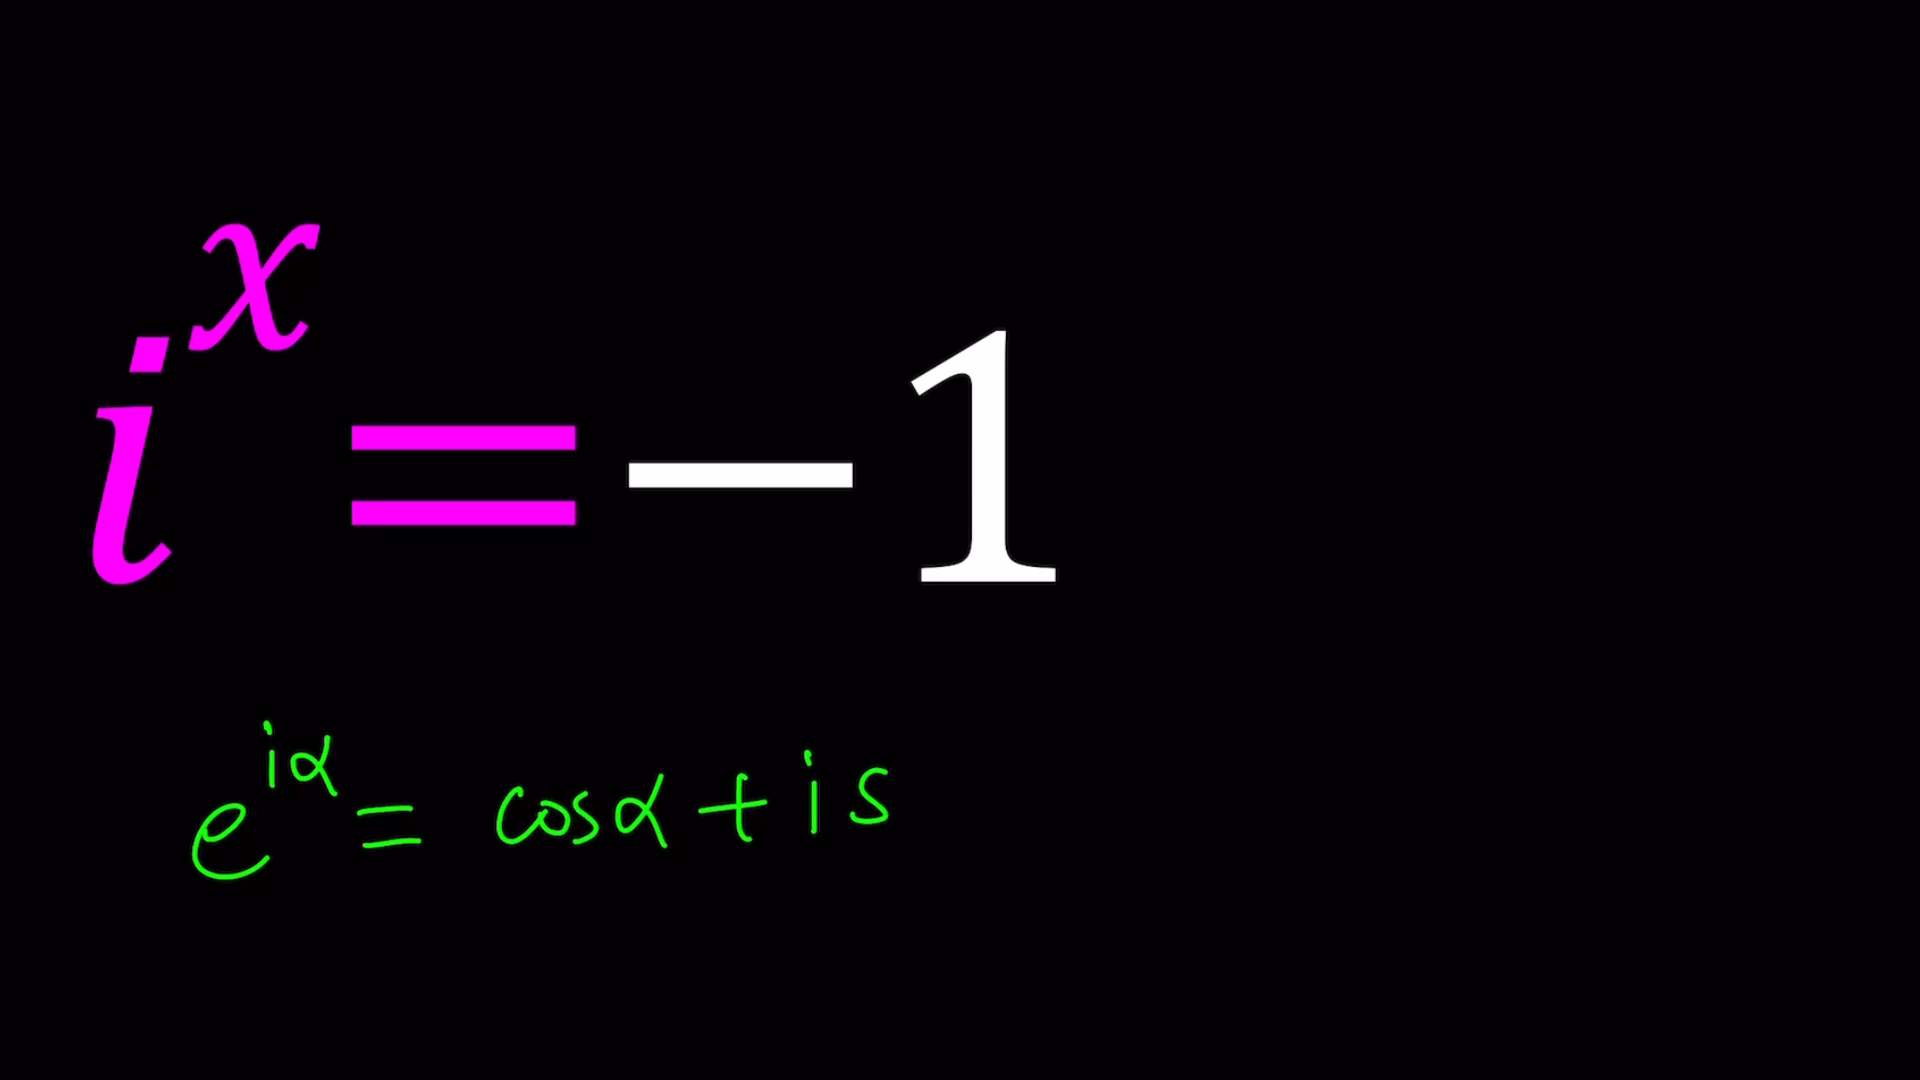 i^x = −1
e^{iα} = cosα + i s